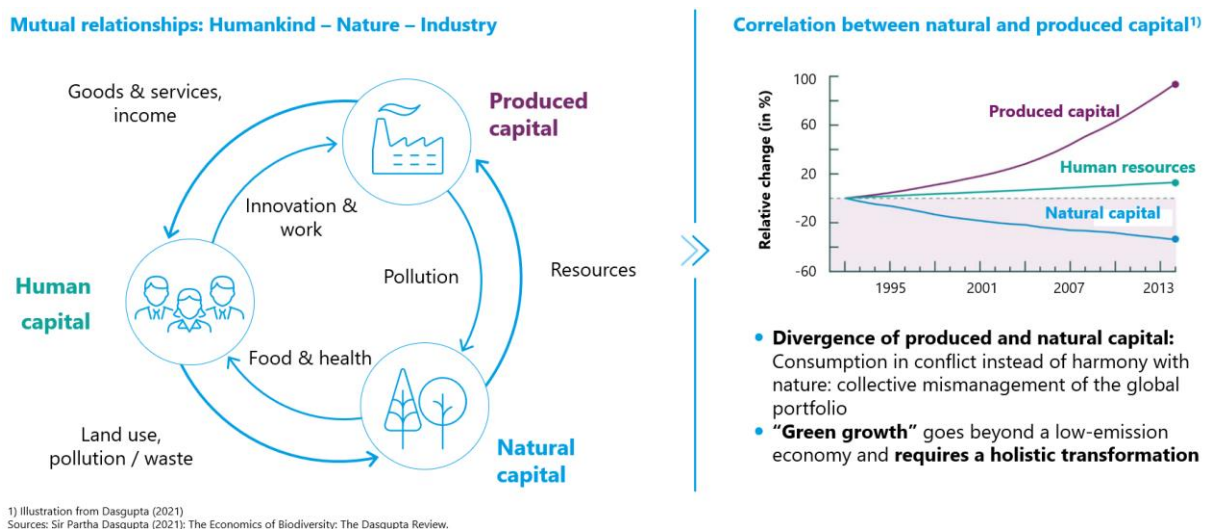 Mutual relationships: Humankind – Nature – Industry
Goods & services,
income
Produced
capital
Innovation &
work
Pollution
Resources
Human
capital
Food & health
Land use,
pollution / waste
Natural
capital
Correlation between natural and produced capital1)
Relative change (in %)
100
60
20
-20
-60
Produced capital
Human resources
Natural capital
1995
2001
2007
2013
• Divergence of produced and natural capital:
Consumption in conflict instead of harmony with
nature: collective mismanagement of the global
portfolio
• “Green growth” goes beyond a low-emission
economy and requires a holistic transformation
1) Illustration from Dasgupta (2021)
Sources: Sir Partha Dasgupta (2021): The Economics of Biodiversity: The Dasgupta Review.